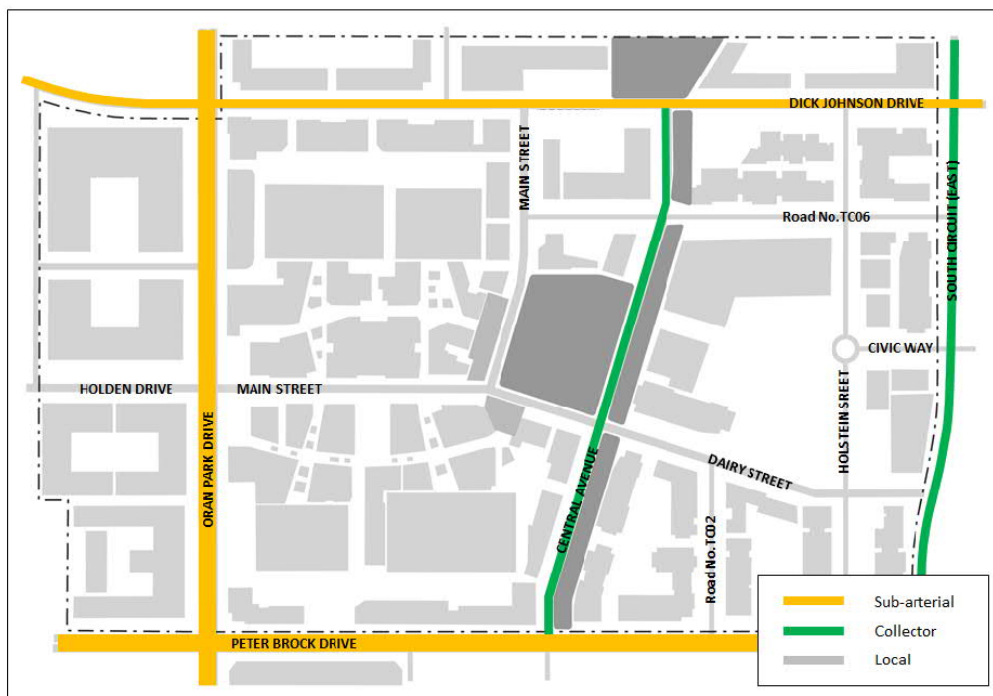 DICK J0HNSON DRIVE
MAIN STREET
Road No.TC06
SOUTH CIRCUIT (EAST)
CIVIC WAY
HOLDEN DRIVE
MAIN STREET
ORAN PARK DRIVE
HOLSTEIN SREET
DAIRY STREET
CENTRAL AVENUE
Road No.TC02
PETER BROCK DRIVE
Sub-arterial
Collector
Local